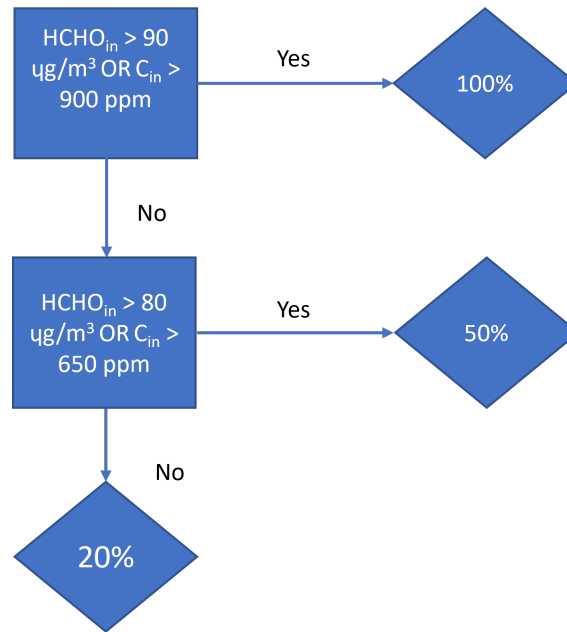 HCHOin > 90
ųg/m³ OR Cin >
900 ppm
Yes
100%
No
HCHOin > 80
ųg/m³ OR Cin >
650 ppm
Yes
50%
No
20%